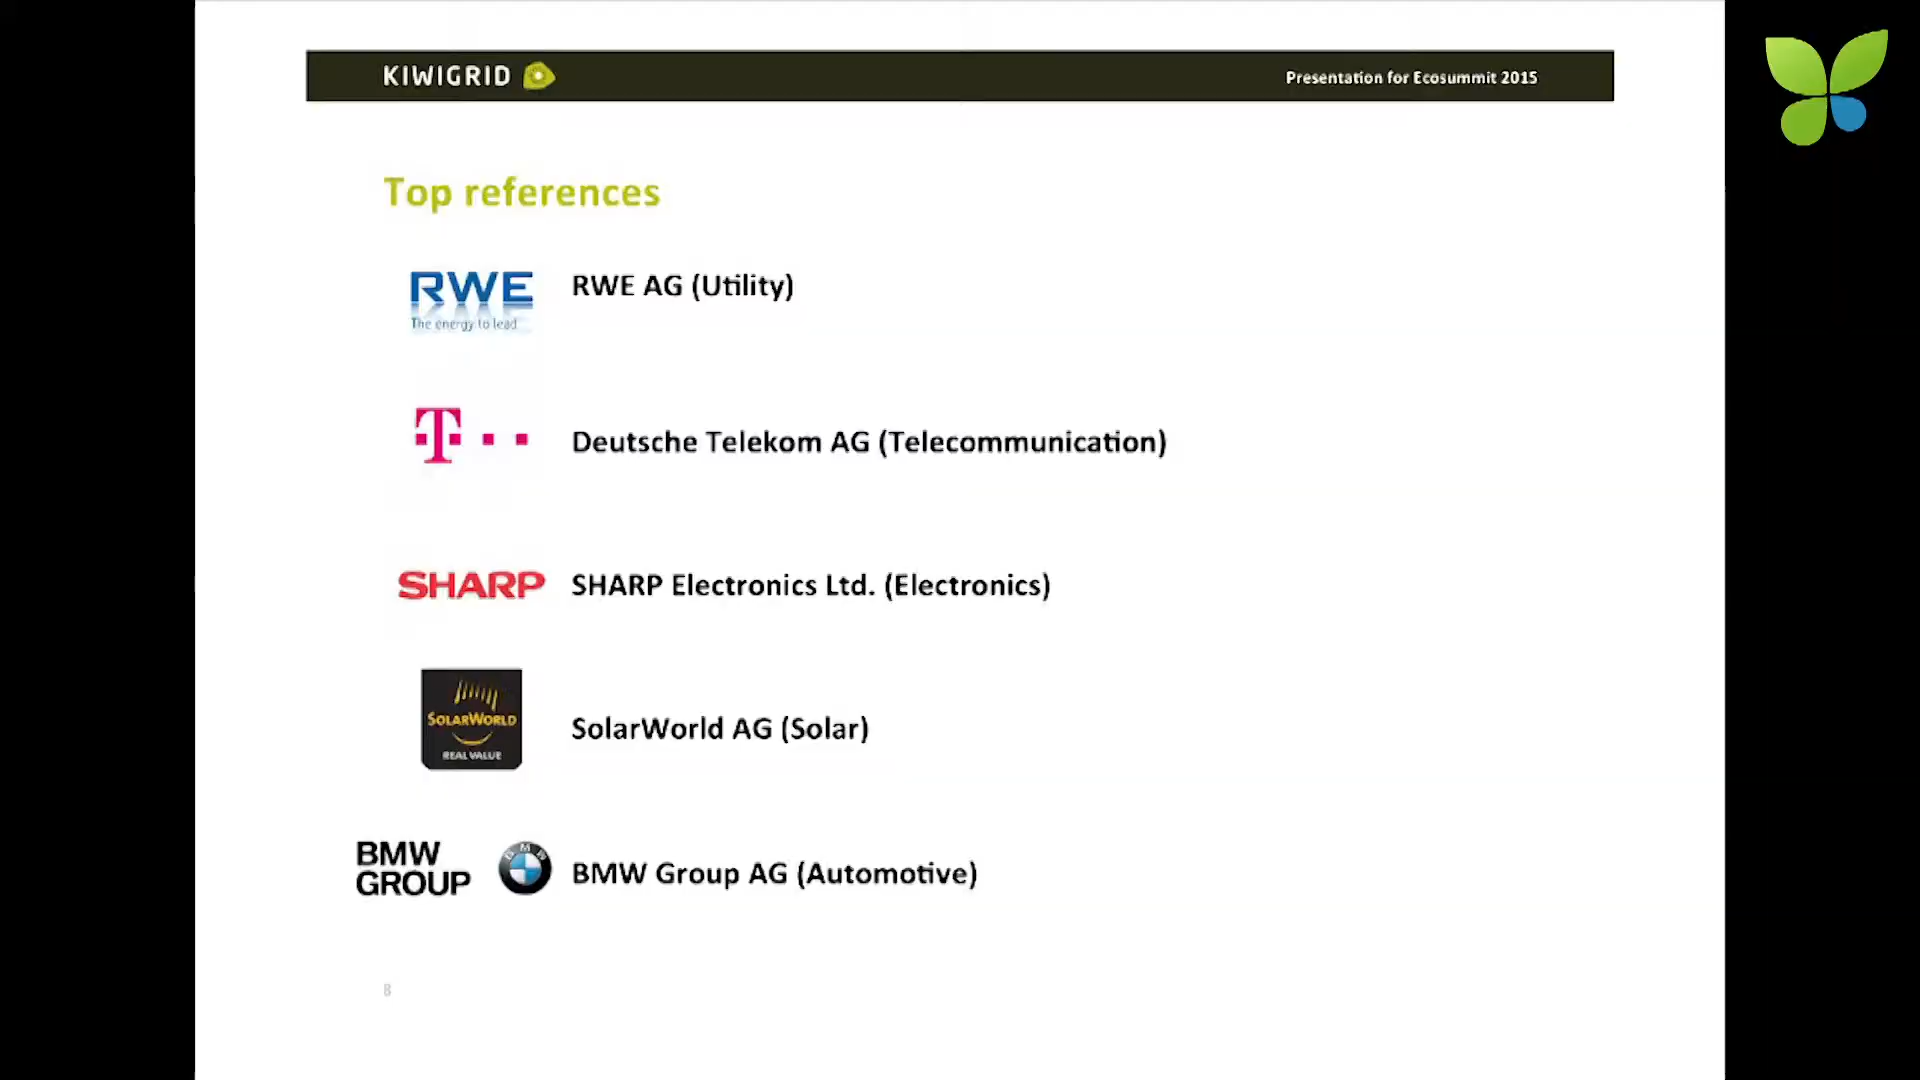 KIWIGRID
Presentation for Ecosummit 2015
Top references
RWE
The energy to lead
RWE AG (Utility)
T
Deutsche Telekom AG (Telecommunication)
SHARP
SHARP Electronics Ltd. (Electronics)
SOLARWORLD
REAL VALUE
SolarWorld AG (Solar)
BMW
GROUP
BMW
BMW Group AG (Automotive)
8